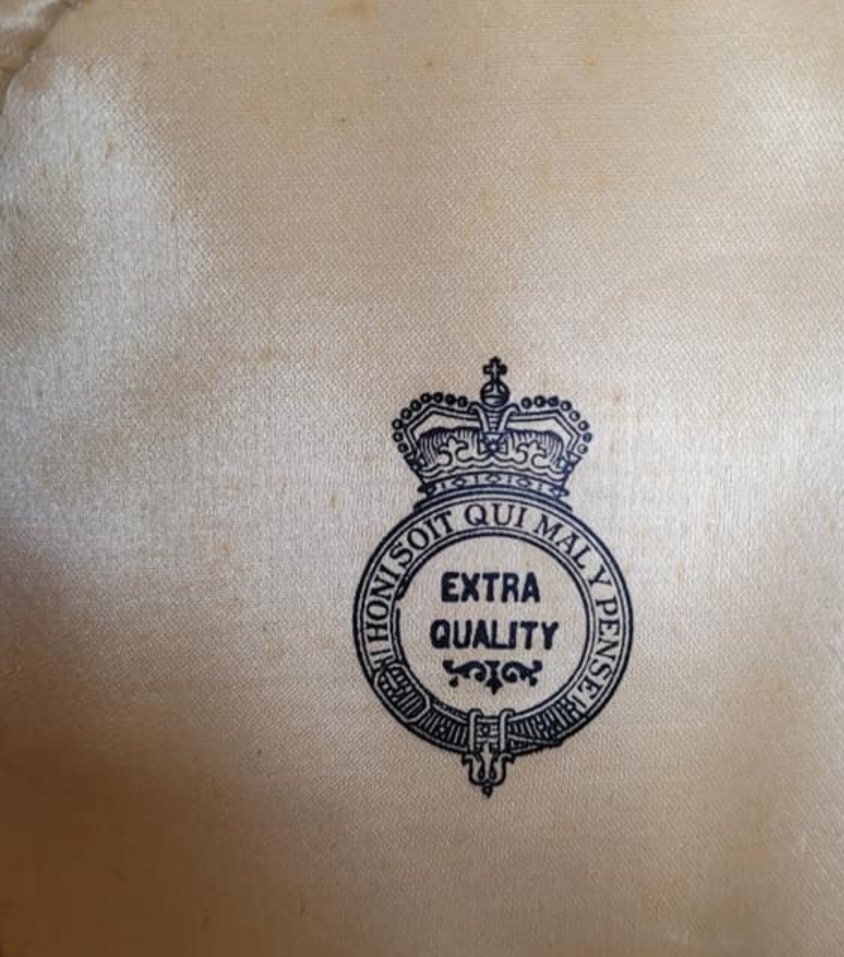 HONI SOIT QUI MAL Y PENSE
EXTRA
QUALITY